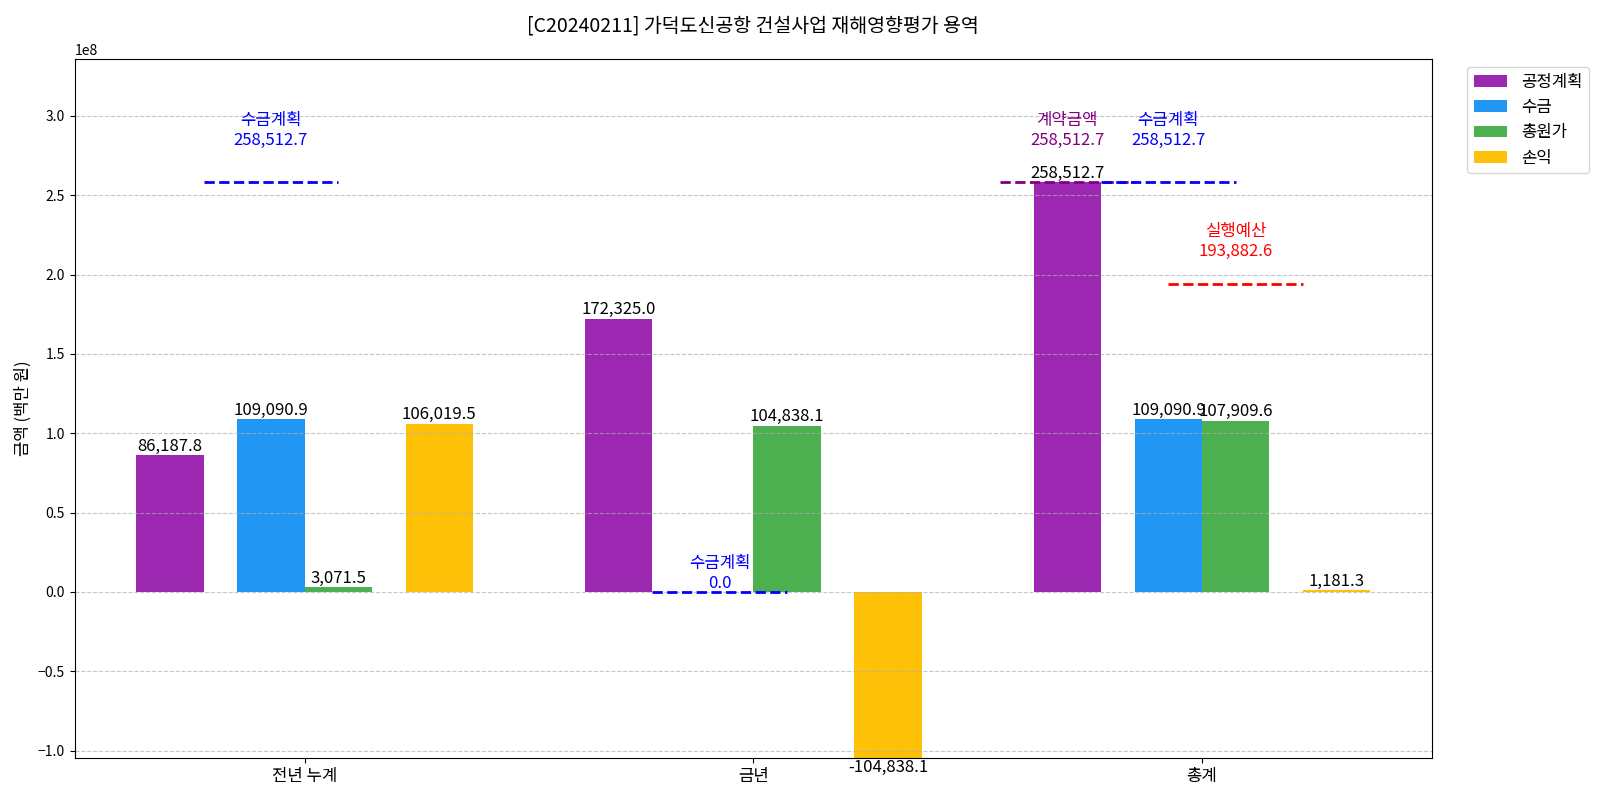 [C20240211] 가덕도신공항 건설사업 재해영향평가 용역
1e8
금액 (백만 원)
3.0
2.5
2.0
1.5
1.0
0.5
0.0
−0.5
−1.0
수금계획
258,512.7
86,187.8
109,090.9
3,071.5
106,019.5
172,325.0
수금계획
0.0
104,838.1
-104,838.1
계약금액
258,512.7
258,512.7
수금계획
258,512.7
실행예산
193,882.6
109,090.9
107,909.6
1,181.3
전년 누계
금년
총계
공정계획
수금
총원가
손익